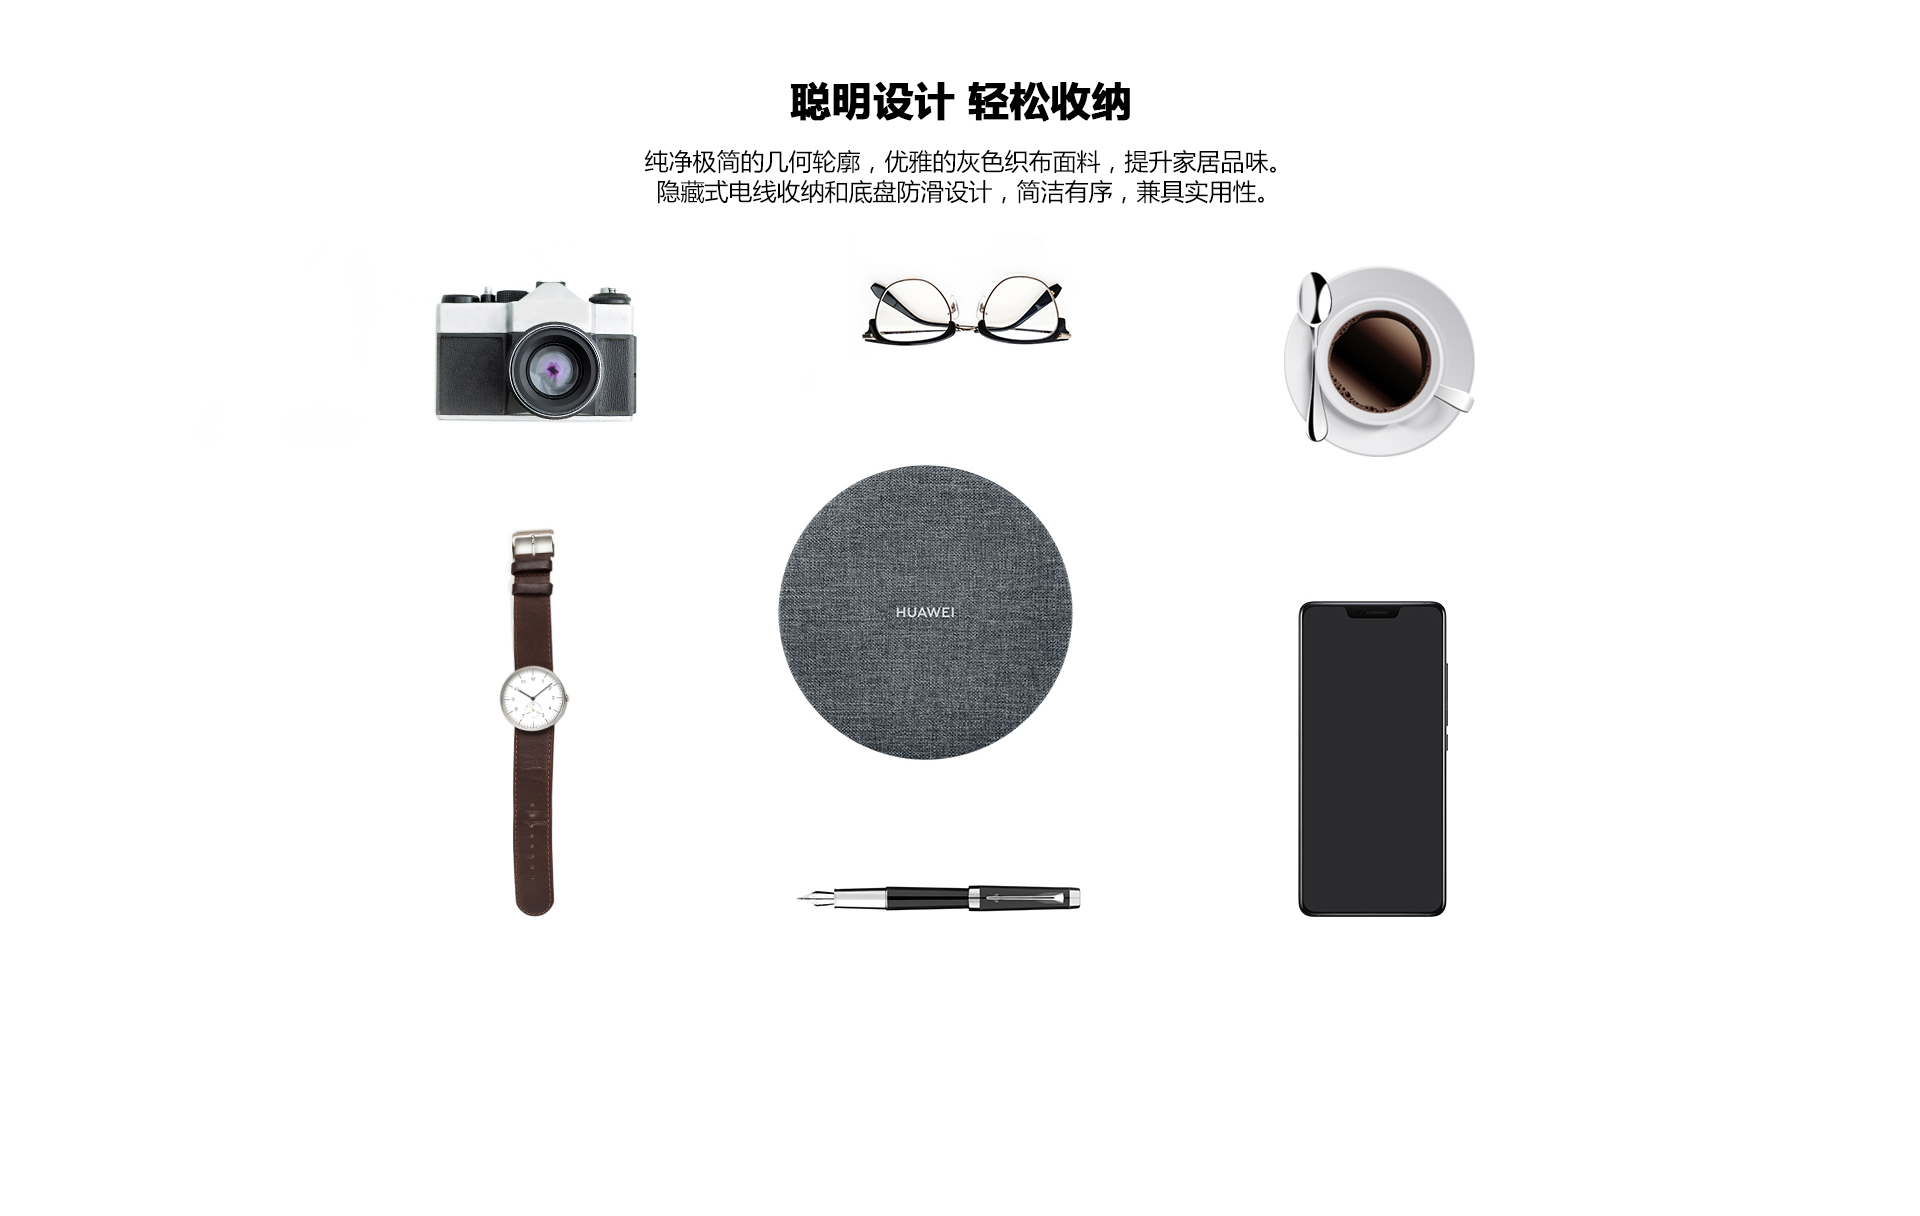 聪明设计 轻松收纳
纯净极简的几何轮廓，优雅的灰色织布面料，提升家居品味。
隐藏式电线收纳和底盘防滑设计，简洁有序，兼具实用性。
HUAWEI